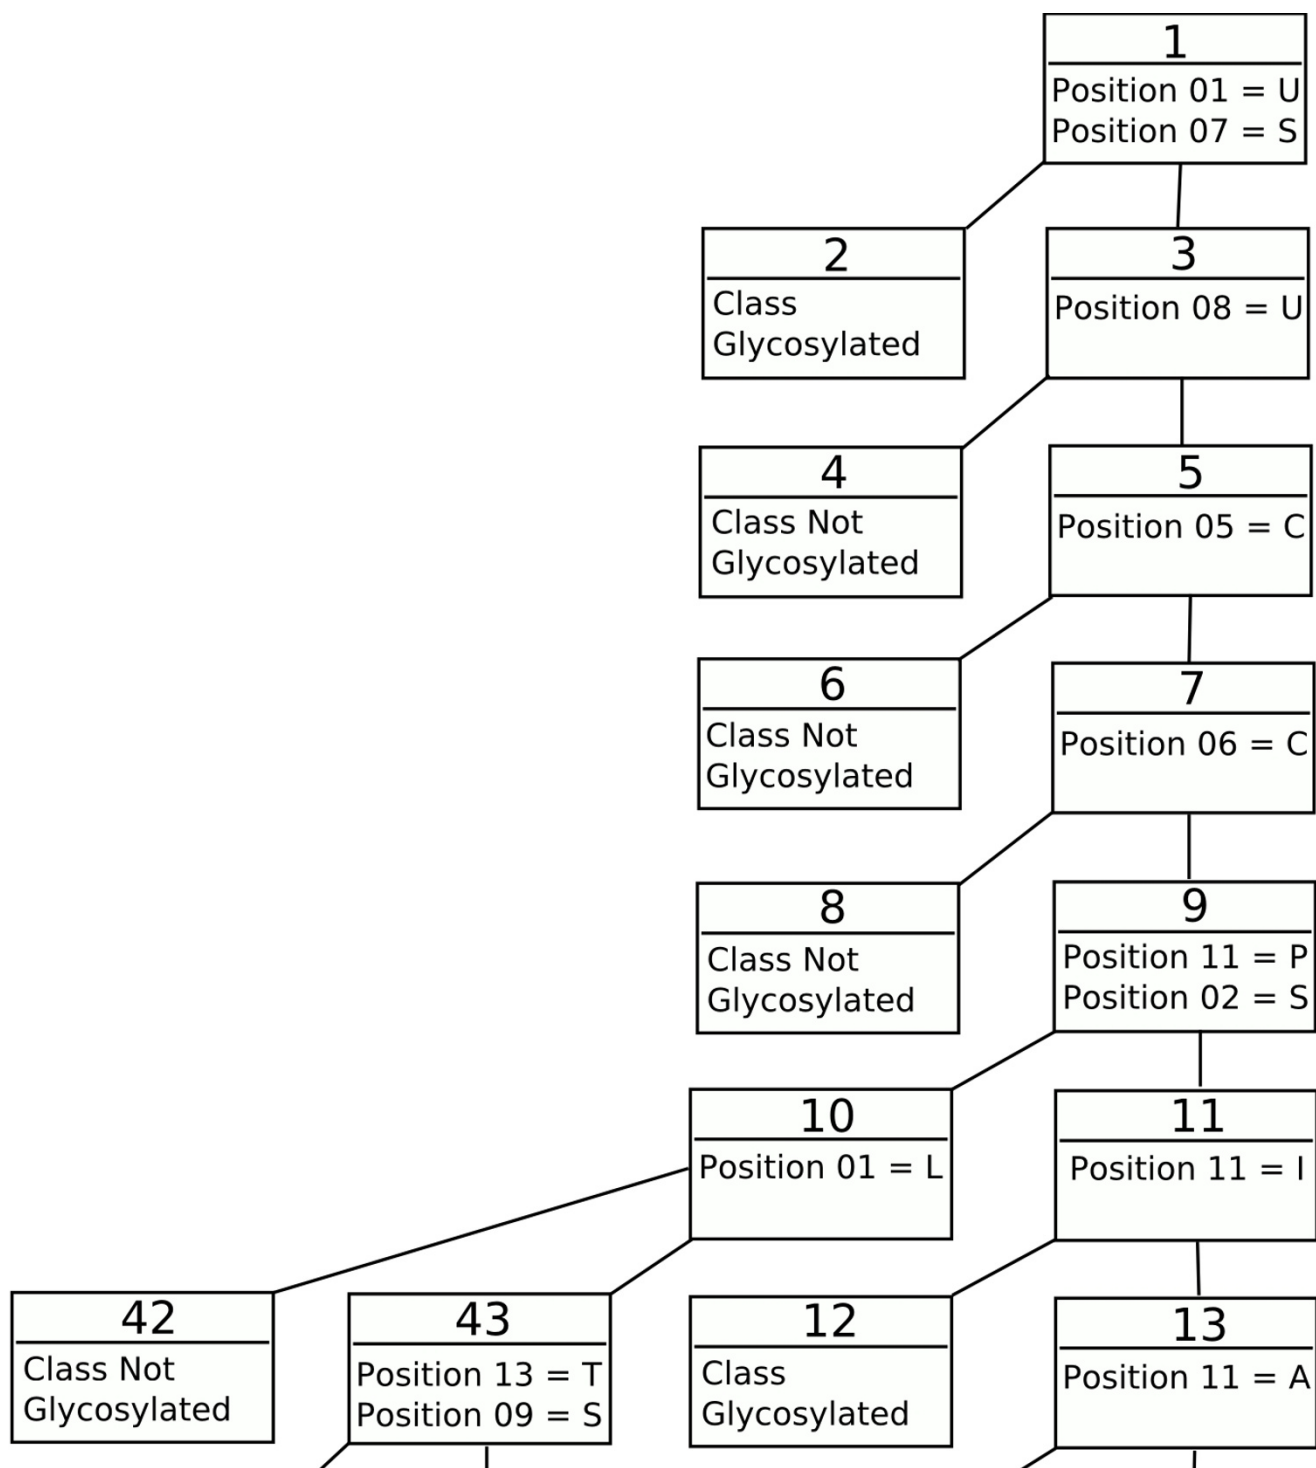 1
Position 01 = U
Position 07 = S
2
Class
Glycosylated
3
Position 08 = U
4
Class Not
Glycosylated
5
Position 05 = C
6
Class Not
Glycosylated
7
Position 06 = C
8
Class Not
Glycosylated
9
Position 11 = P
Position 02 = S
10
Position 01 = L
11
Position 11 = I
42
Class Not
Glycosylated
43
Position 13 = T
Position 09 = S
12
Class
Glycosylated
13
Position 11 = A